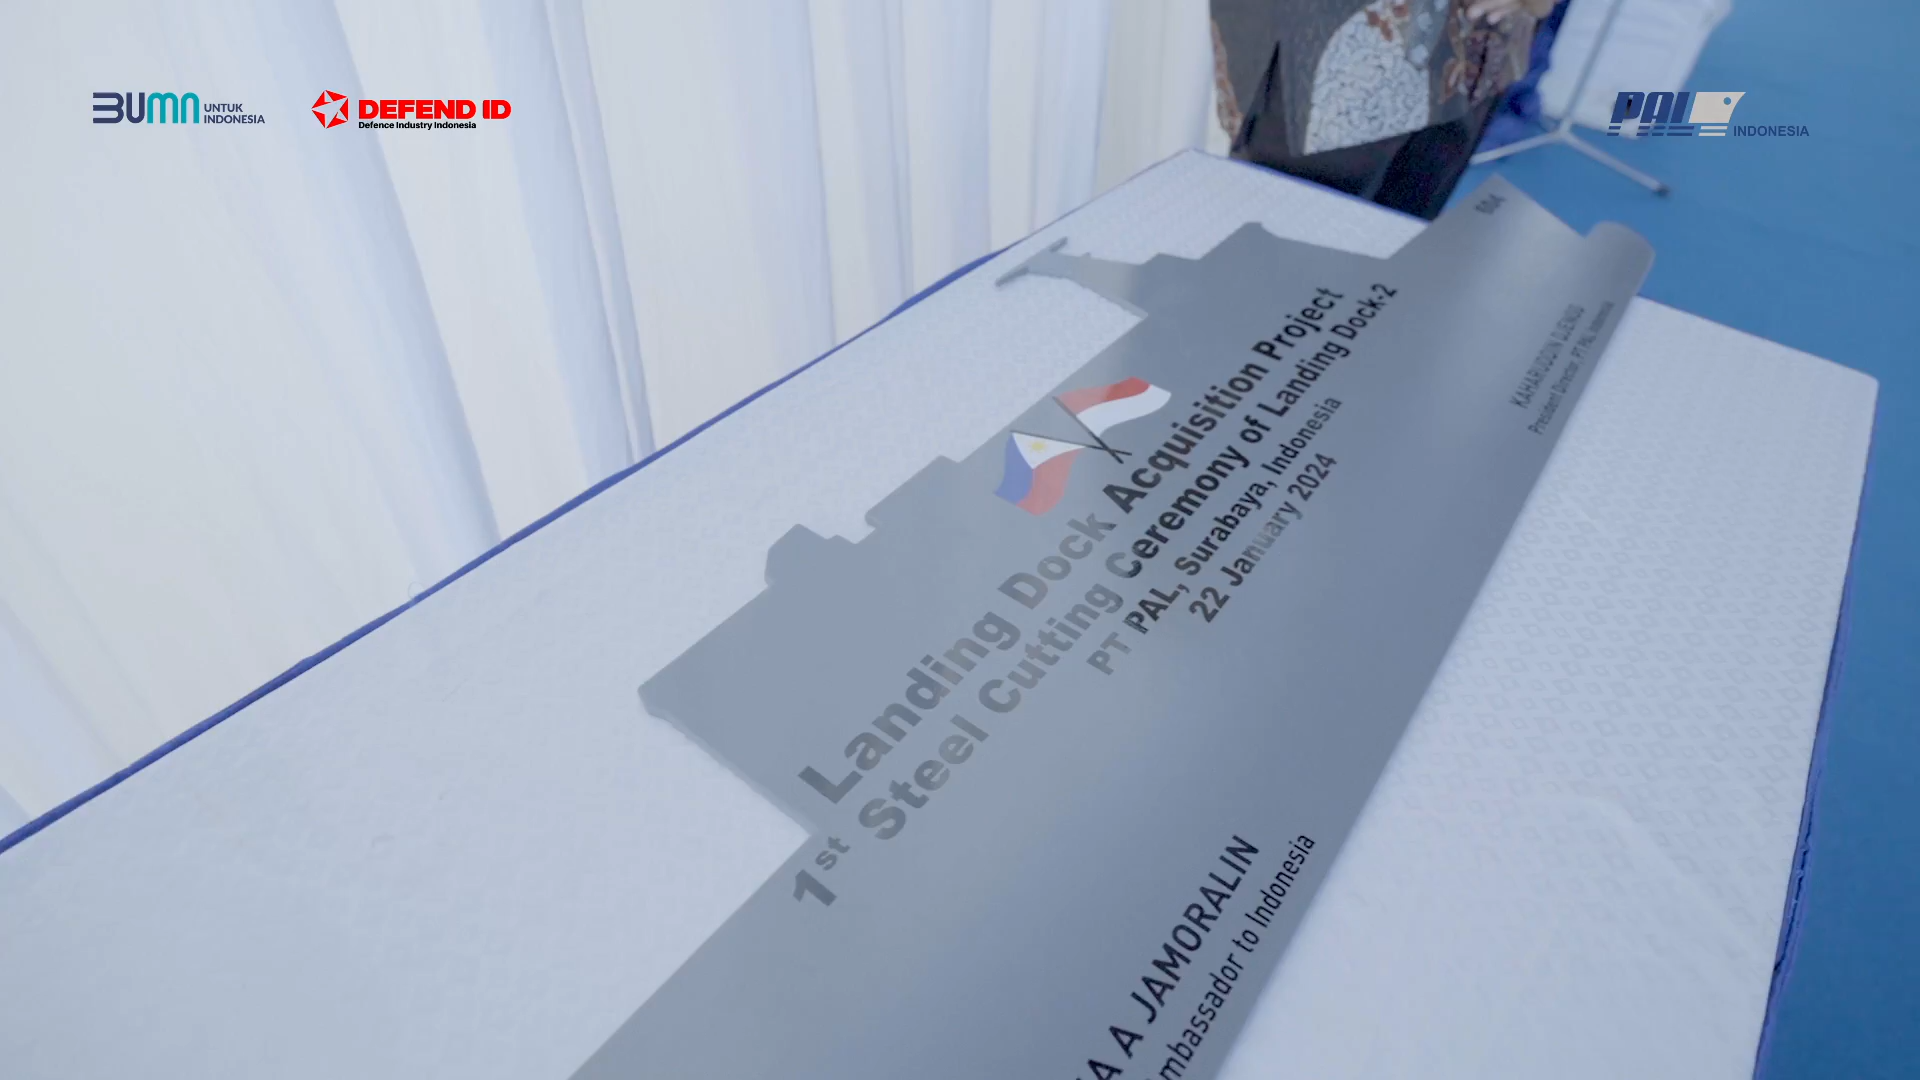 BUMN UNTUK
INDONESIA
DEFEND ID
Defence Industry Indonesia
PAL
INDONESIA
604
Landing Dock Acquisition Project
1st Steel Cutting Ceremony of Landing Dock-2
PT PAL, Surabaya, Indonesia
22 January 2024
KAHARUDDIN DJENOD
President Director, PT PAL Indonesia
A JAMORALIN
mbassador to Indonesia